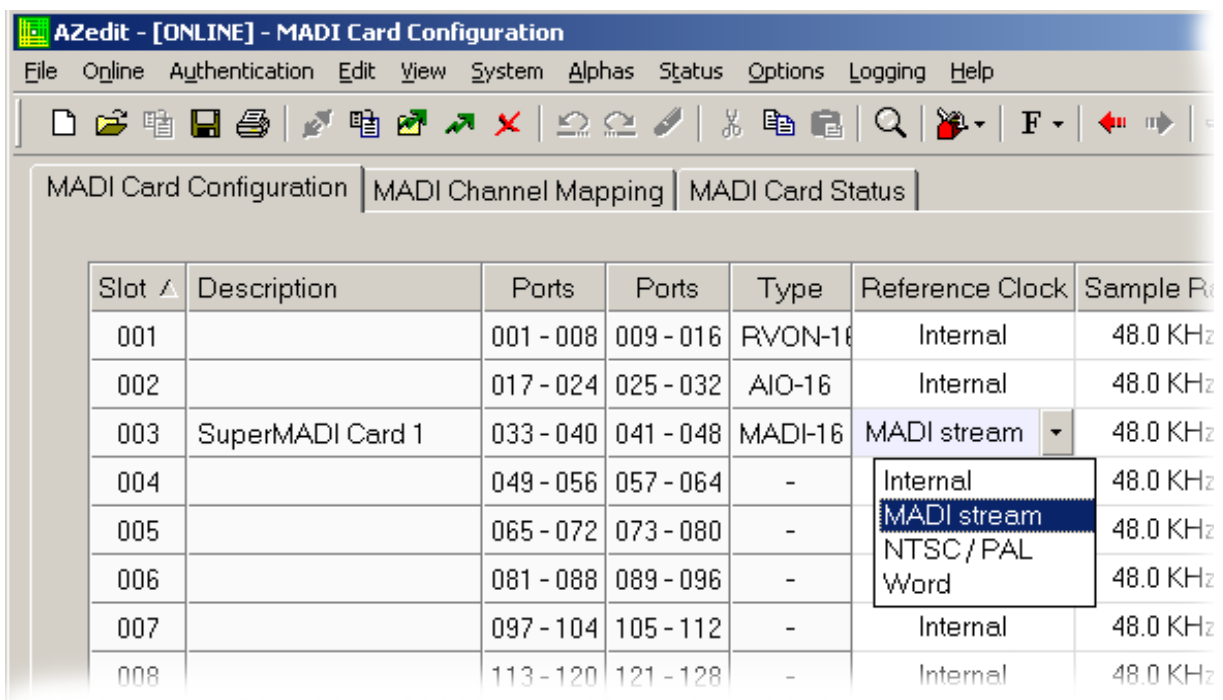 AZedit - [ONLINE] - MADI Card Configuration
File Online Authentication Edit View System Alphas Status Options Logging Help
F
MADI Card Configuration MADI Channel Mapping MADI Card Status
Slot Description Ports Ports Type Reference Clock Sample
001 001 - 008 009 - 016 RVON-16 Internal 48.0 KHz
002 017 - 024 025 - 032 AIO-16 Internal 48.0 KHz
003 SuperMADI Card 1 033 - 040 041 - 048 MADI-16 MADI stream 48.0 KHz
004 049 - 056 057 - 064 - Internal 48.0 KHz
005 065 - 072 073 - 080 - MADI stream 48.0 KHz
NTSC / PAL
006 081 - 088 089 - 096 - Word 48.0 KHz
007 097 - 104 105 - 112 - Internal 48.0 KHz
008 113 - 120 121 - 128 - Internal 48.0 KHz